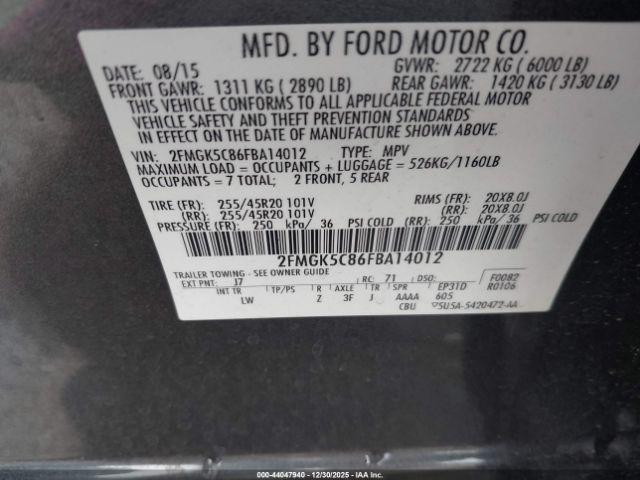 MFD. BY FORD MOTOR CO.
DATE: 08/15 GVWR: 2722 KG ( 6000 LB)
FRONT GAWR: 1311 KG ( 2890 LB) REAR GAWR: 1420 KG ( 3130 LB)
THIS VEHICLE CONFORMS TO ALL APPLICABLE FEDERAL MOTOR
VEHICLE SAFETY AND THEFT PREVENTION STANDARDS
IN EFFECT ON THE DATE OF MANUFACTURE SHOWN ABOVE.
VIN: 2FMGK5C86FBA14012 TYPE: MPV
MAXIMUM LOAD = OCCUPANTS + LUGGAGE = 526KG/1160LB
OCCUPANTS = 7 TOTAL; 2 FRONT, 5 REAR
TIRE (FR): 255/45R20 101V RIMS (FR): 20X8.0J
(RR): 255/45R20 101V (RR): 20X8.0J
PRESSURE (FR): 250 kPa/ 36 PSI COLD (RR) 250 kPa/ 36 PSI COLD
2FMGK5C86FBA14012
TRAILER TOWING - SEE OWNER GUIDE
EXT PNT: J7 RC: 71 DSO: F0082
INT TR TP/PS R AXLE TR SPR EP31D R0106
LW Z 3F J AAAA 605
CBU 5U5A-5420472-AA
000-44047940 - 12/30/2025 - IAA Inc.